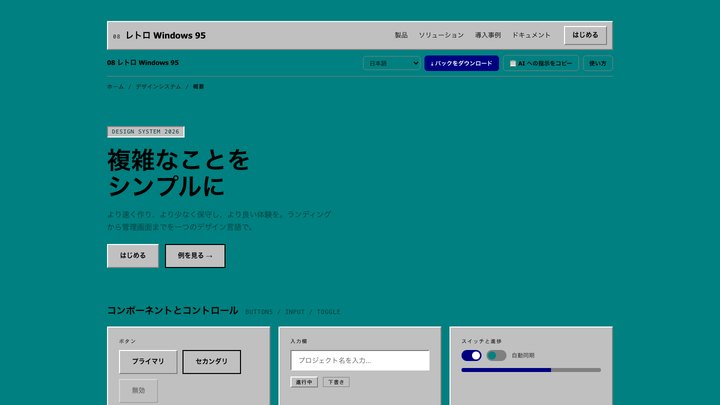 08 レトロ Windows 95
製品 ソリューション 導入事例 ドキュメント はじめる
08 レトロ Windows 95
日本語 ↓ パックをダウンロード 📋 AI への指示をコピー 使い方
ホーム / デザインシステム / 概要
DESIGN SYSTEM 2026
複雑なことを
シンプルに
より速く作り、より少なく保守し、より良い体験を。ランディング
から管理画面までを一つのデザイン言語で。
はじめる 例を見る →
コンポーネントとコントロール BUTTONS / INPUT / TOGGLE
ボタン
プライマリ セカンダリ
無効
入力欄
プロジェクト名を入力...
進行中 下書き
スイッチと進捗
自動同期